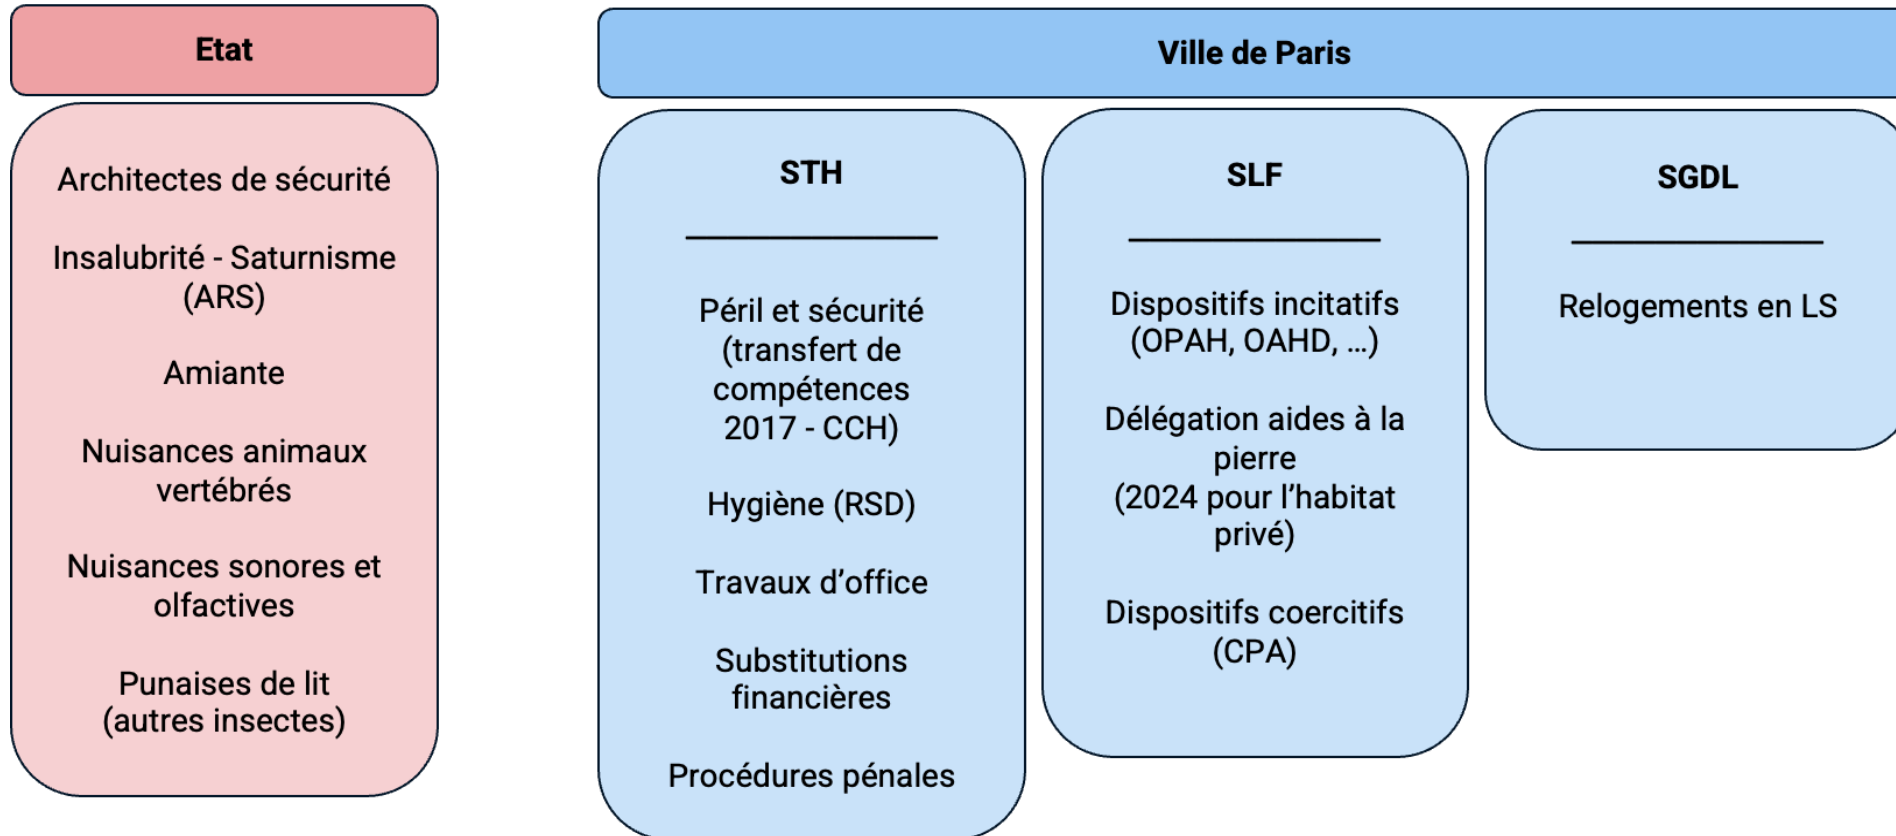 Etat
Architectes de sécurité
Insalubrité - Saturnisme
(ARS)
Amiante
Nuisances animaux
vertébrés
Nuisances sonores et
olfactives
Punaises de lit
(autres insectes)
Ville de Paris
STH
Péril et sécurité
(transfert de
compétences
2017 - CCH)
Hygiène (RSD)
Travaux d’office
Substitutions
financières
Procédures pénales
SLF
Dispositifs incitatifs
(OPAH, OAHD, ...)
Délégation aides à la
pierre
(2024 pour l’habitat
privé)
Dispositifs coercitifs
(CPA)
SGDL
Relogements en LS